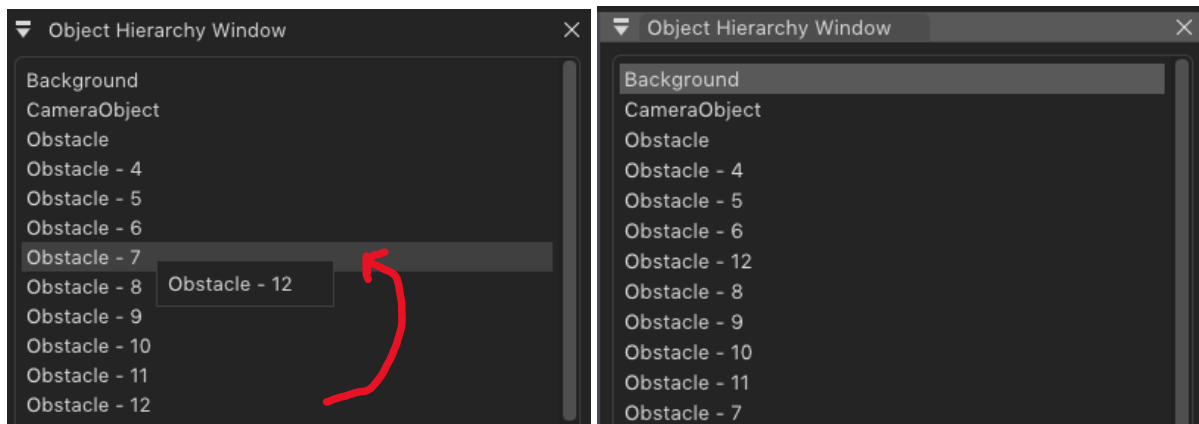 Object Hierarchy Window
Background
CameraObject
Obstacle
Obstacle - 4
Obstacle - 5
Obstacle - 6
Obstacle - 7
Obstacle - 8
Obstacle - 12
Obstacle - 9
Obstacle - 10
Obstacle - 11
Obstacle - 12
Object Hierarchy Window
Background
CameraObject
Obstacle
Obstacle - 4
Obstacle - 5
Obstacle - 6
Obstacle - 12
Obstacle - 8
Obstacle - 9
Obstacle - 10
Obstacle - 11
Obstacle - 7